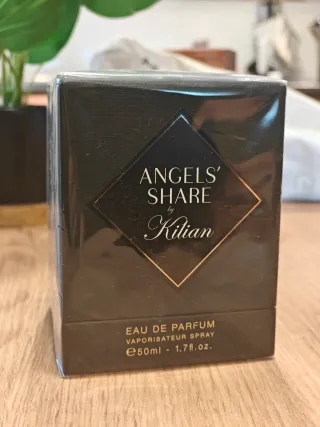 ANGELS'
SHARE
by
Kilian
EAU DE PARFUM
VAPORISATEUR SPRAY
℮50ml - 1.7fl.oz.